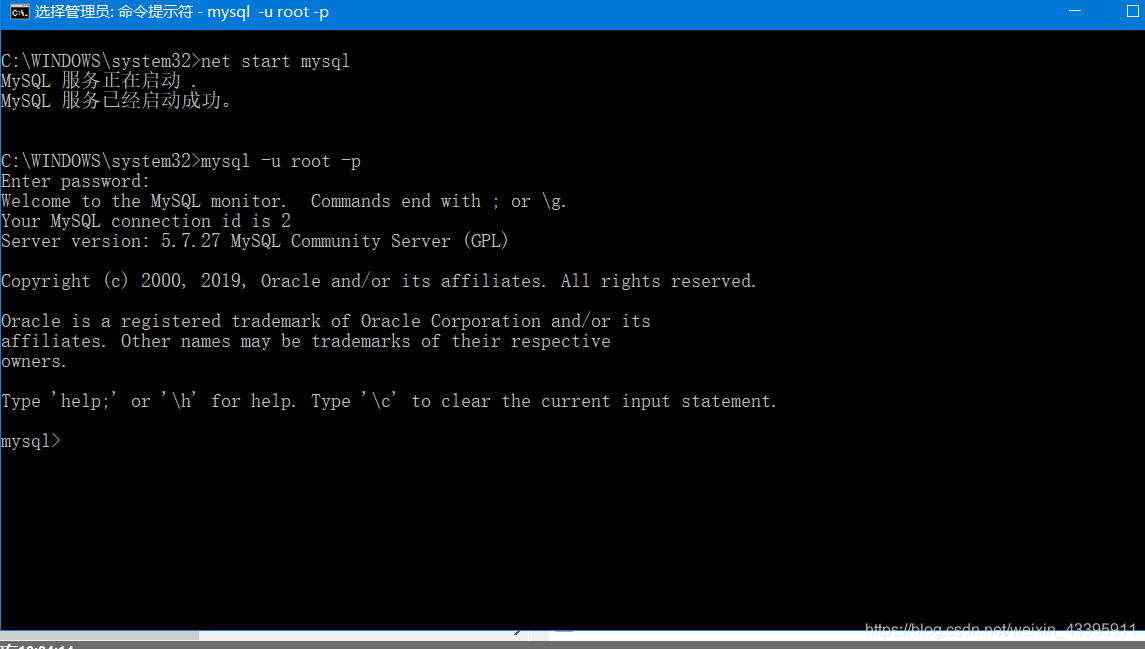 选择管理员: 命令提示符 - mysql  -u root -p
C:\WINDOWS\system32>net start mysql
MySQL 服务正在启动 .
MySQL 服务已经启动成功。
C:\WINDOWS\system32>mysql -u root -p
Enter password:
Welcome to the MySQL monitor.  Commands end with ; or \g.
Your MySQL connection id is 2
Server version: 5.7.27 MySQL Community Server (GPL)
Copyright (c) 2000, 2019, Oracle and/or its affiliates. All rights reserved.
Oracle is a registered trademark of Oracle Corporation and/or its
affiliates. Other names may be trademarks of their respective
owners.
Type 'help;' or '\h' for help. Type '\c' to clear the current input statement.
mysql>
https://blog.csdn.net/weixin_43395911